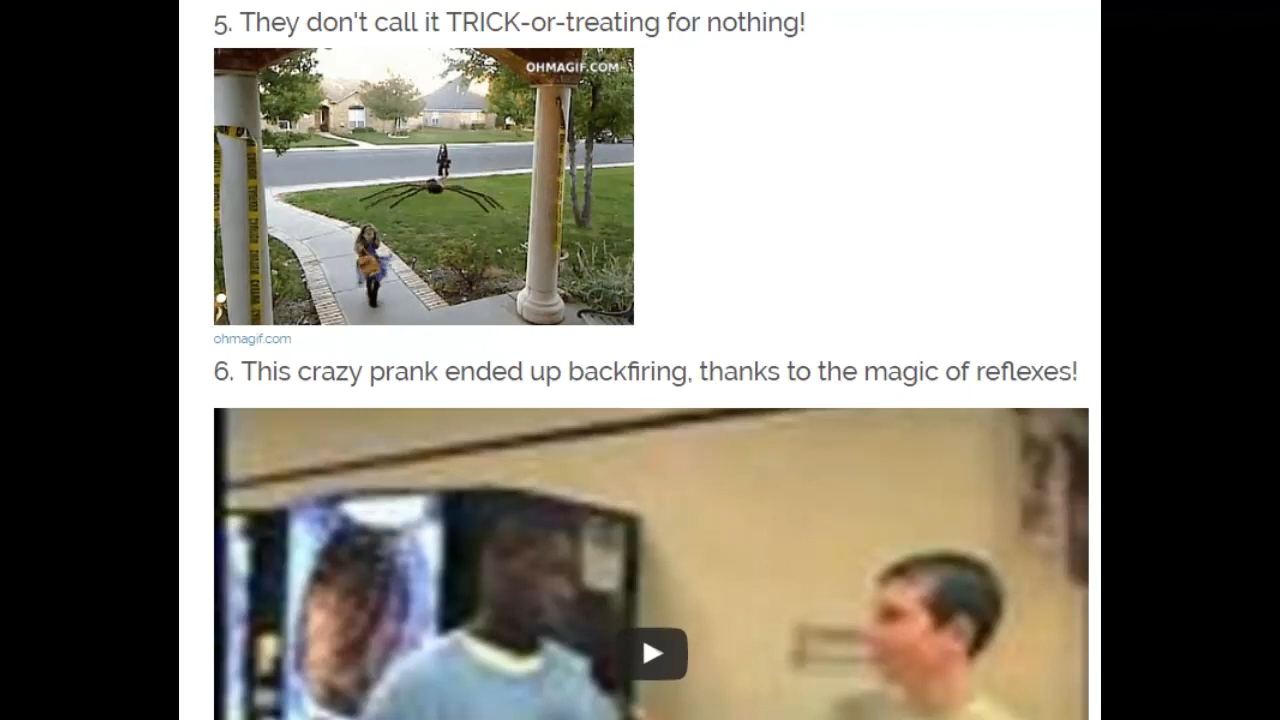 5. They don't call it TRICK-or-treating for nothing!
OHMAGIF.COM
ohmagif.com
6. This crazy prank ended up backfiring, thanks to the magic of reflexes!